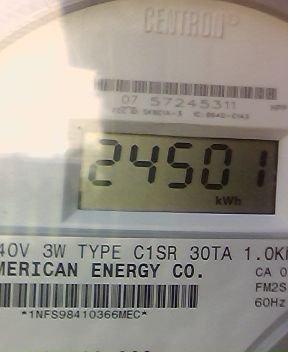 CENTRON®
07 57245311
24501
kWh
40V 3W TYPE C1SR 30TA 1.0K
MERICAN ENERGY CO.
CA 0
FM2S
60Hz
*1NFS98410366MEC*